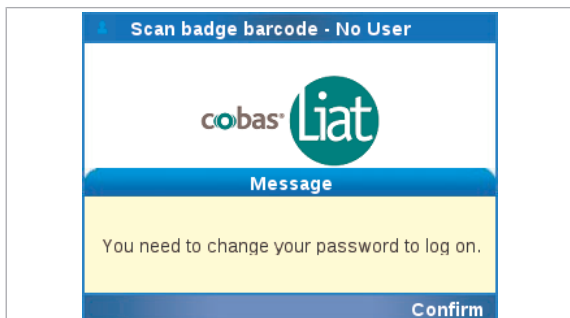 Scan badge barcode - No User
cobas® Liat
Message
You need to change your password to log on.
Confirm